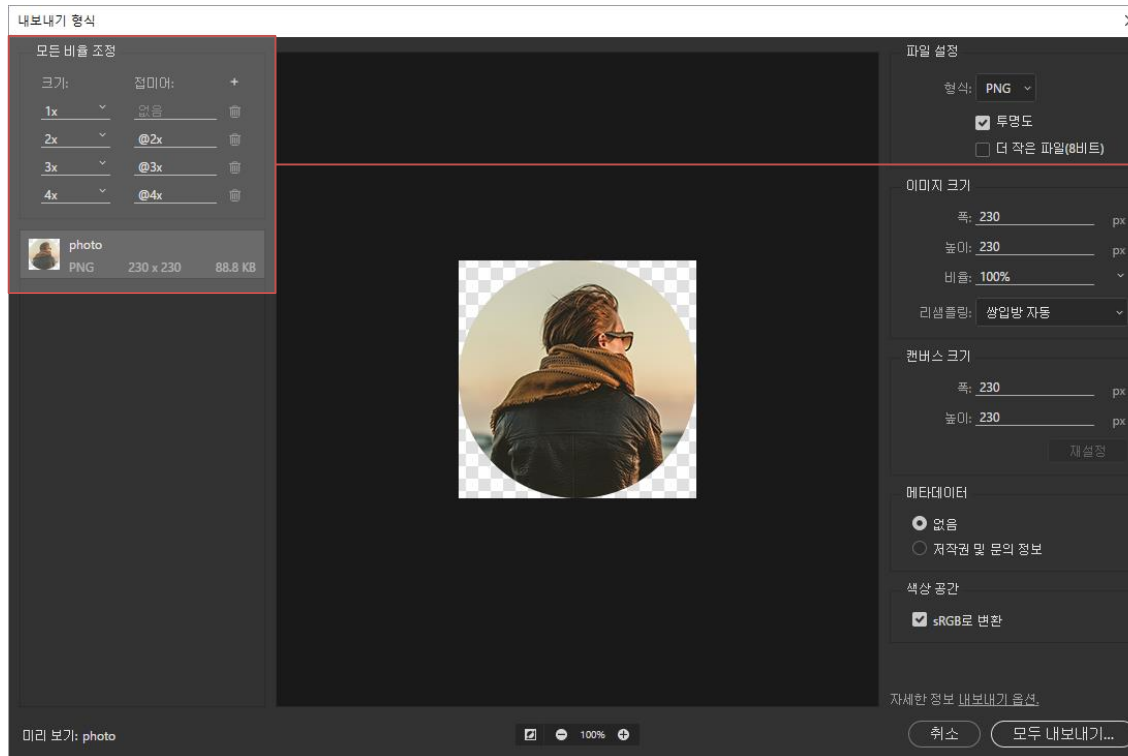 내보내기 형식
모든 비율 조정
크기: 접미어: +
1x 없음
2x @2x
3x @3x
4x @4x
photo
PNG 230 x 230 88.8 KB
파일 설정
형식: PNG
투명도
더 작은 파일(8비트)
이미지 크기
폭: 230 px
높이: 230 px
비율: 100%
리샘플링: 쌍입방 자동
캔버스 크기
폭: 230 px
높이: 230 px
재설정
메타데이터
없음
저작권 및 문의 정보
색상 공간
sRGB로 변환
자세한 정보 내보내기 옵션.
미리 보기: photo
100%
취소
모두 내보내기...